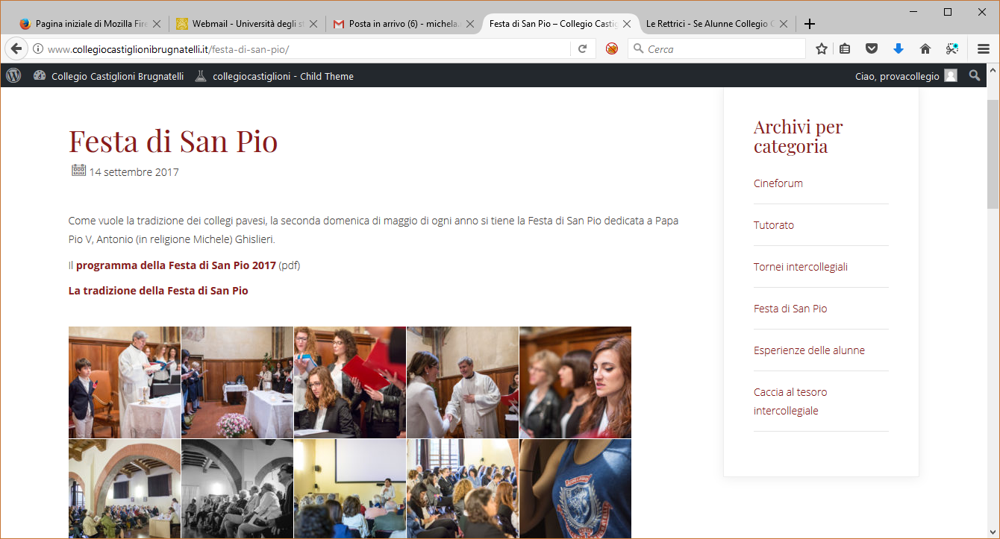 Pagina iniziale di Mozilla Fire
Webmail - Università degli s
Posta in arrivo (6) - michela.
Festa di San Pio – Collegio Castig
Le Rettrici - Se Alunne Collegio C
www.collegiocastiglionibrugnatelli.it/festa-di-san-pio/
Cerca
Collegio Castiglioni Brugnatelli
collegiocastiglioni - Child Theme
Ciao, provacollegio
Festa di San Pio
14 settembre 2017
Come vuole la tradizione dei collegi pavesi, la seconda domenica di maggio di ogni anno si tiene la Festa di San Pio dedicata a Papa
Pio V, Antonio (in religione Michele) Ghislieri.
Il programma della Festa di San Pio 2017 (pdf)
La tradizione della Festa di San Pio
Archivi per
categoria
Cineforum
Tutorato
Tornei intercollegiali
Festa di San Pio
Esperienze delle alunne
Caccia al tesoro
intercollegiale